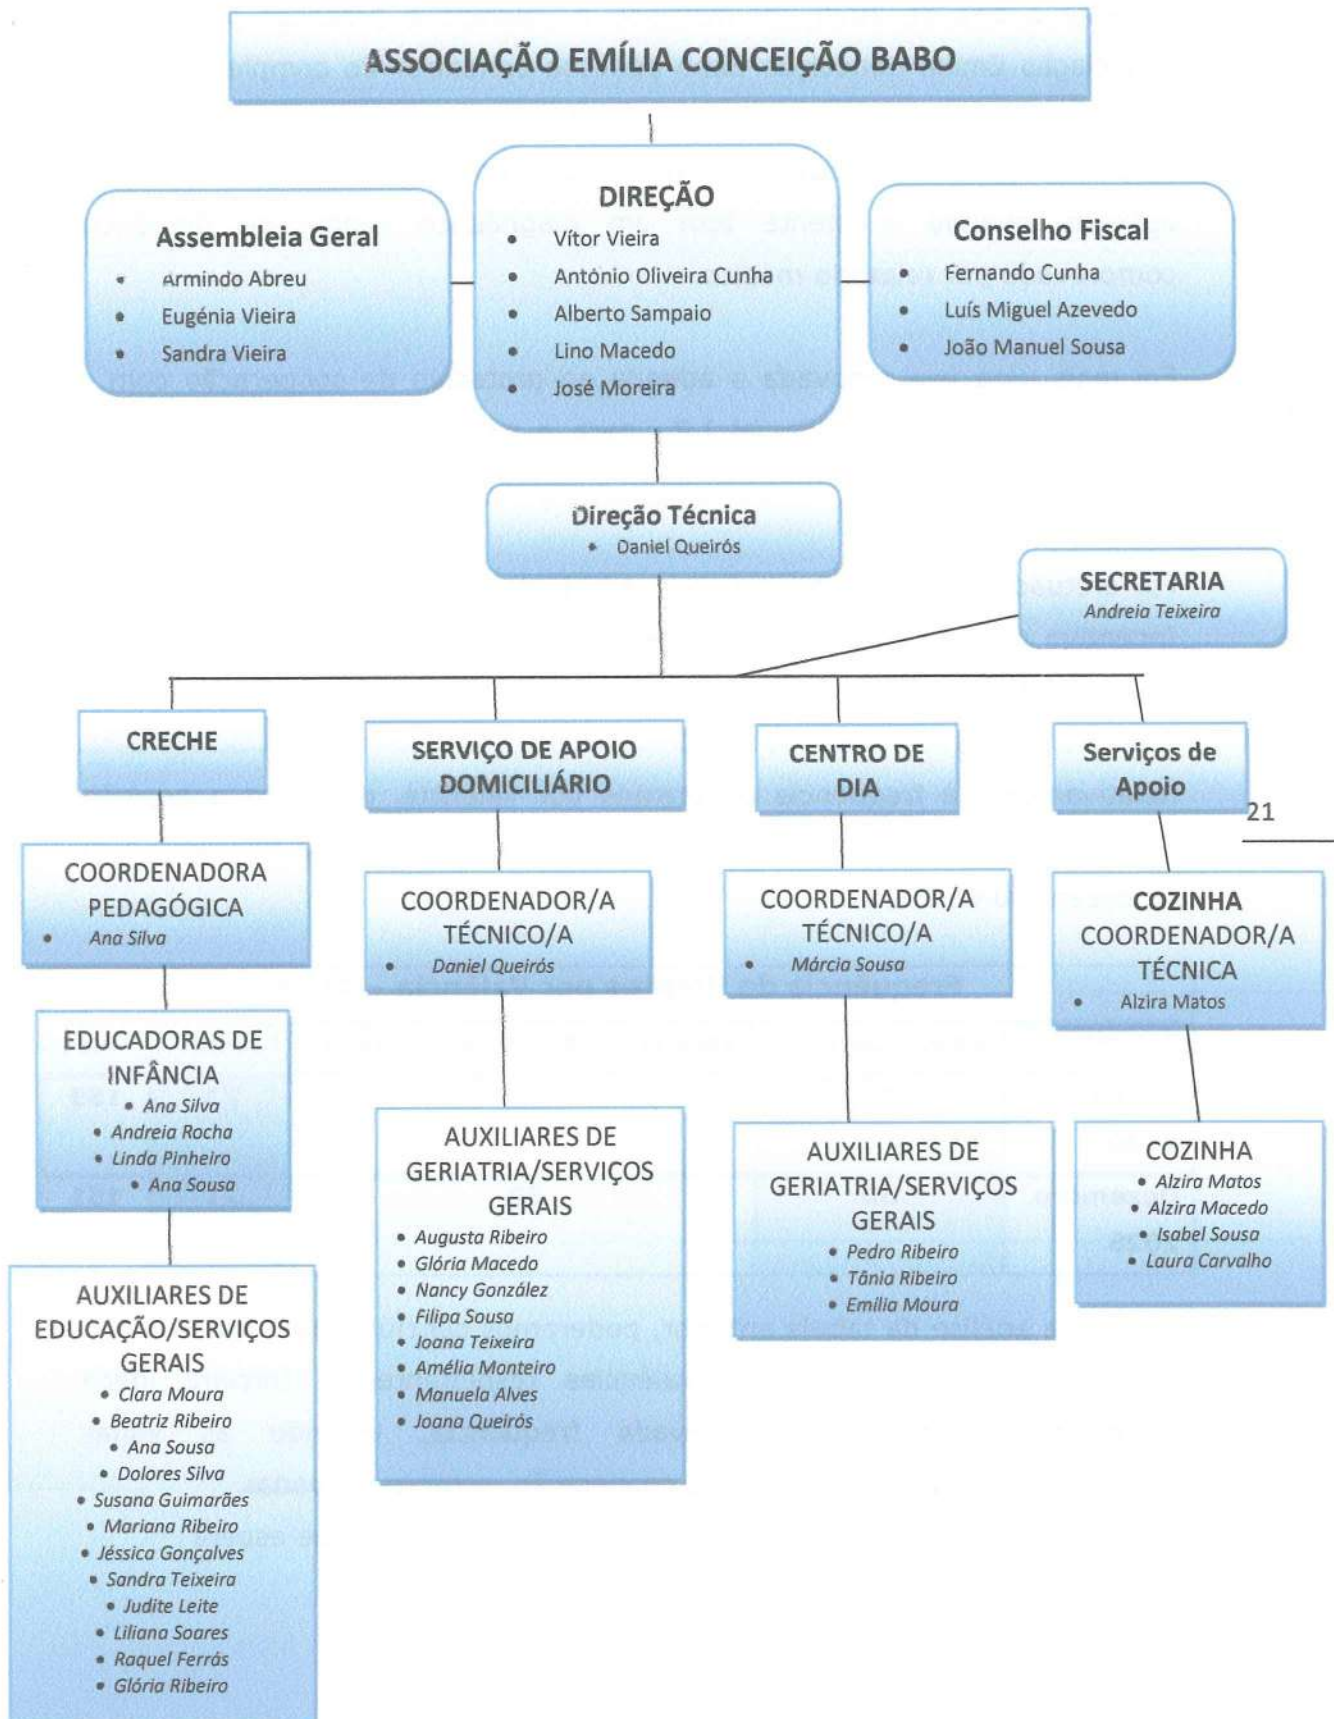 ASSOCIAÇÃO EMÍLIA CONCEIÇÃO BABO
DIREÇÃO
• Vítor Vieira
• António Oliveira Cunha
• Alberto Sampaio
• Lino Macedo
• José Moreira
Assembleia Geral
• Armindo Abreu
• Eugénia Vieira
• Sandra Vieira
Conselho Fiscal
• Fernando Cunha
• Luís Miguel Azevedo
• João Manuel Sousa
Direção Técnica
• Daniel Queirós
SECRETARIA
Andreia Teixeira
CRECHE
COORDENADORA
PEDAGÓGICA
• Ana Silva
EDUCADORAS DE
INFÂNCIA
• Ana Silva
• Andreia Rocha
• Linda Pinheiro
• Ana Sousa
AUXILIARES DE
EDUCAÇÃO/SERVIÇOS
GERAIS
• Clara Moura
• Beatriz Ribeiro
• Ana Sousa
• Dolores Silva
• Susana Guimarães
• Mariana Ribeiro
• Jéssica Gonçalves
• Sandra Teixeira
• Judite Leite
• Liliana Soares
• Raquel Ferrás
• Glória Ribeiro
SERVIÇO DE APOIO
DOMICILIÁRIO
COORDENADOR/A
TÉCNICO/A
• Daniel Queirós
AUXILIARES DE
GERIATRIA/SERVIÇOS
GERAIS
• Augusta Ribeiro
• Glória Macedo
• Nancy González
• Filipa Sousa
• Joana Teixeira
• Amélia Monteiro
• Manuela Alves
• Joana Queirós
CENTRO DE
DIA
COORDENADOR/A
TÉCNICO/A
• Márcia Sousa
AUXILIARES DE
GERIATRIA/SERVIÇOS
GERAIS
• Pedro Ribeiro
• Tânia Ribeiro
• Emília Moura
Serviços de
Apoio
COZINHA
COORDENADOR/A
TÉCNICA
• Alzira Matos
COZINHA
• Alzira Matos
• Alzira Macedo
• Isabel Sousa
• Laura Carvalho
21